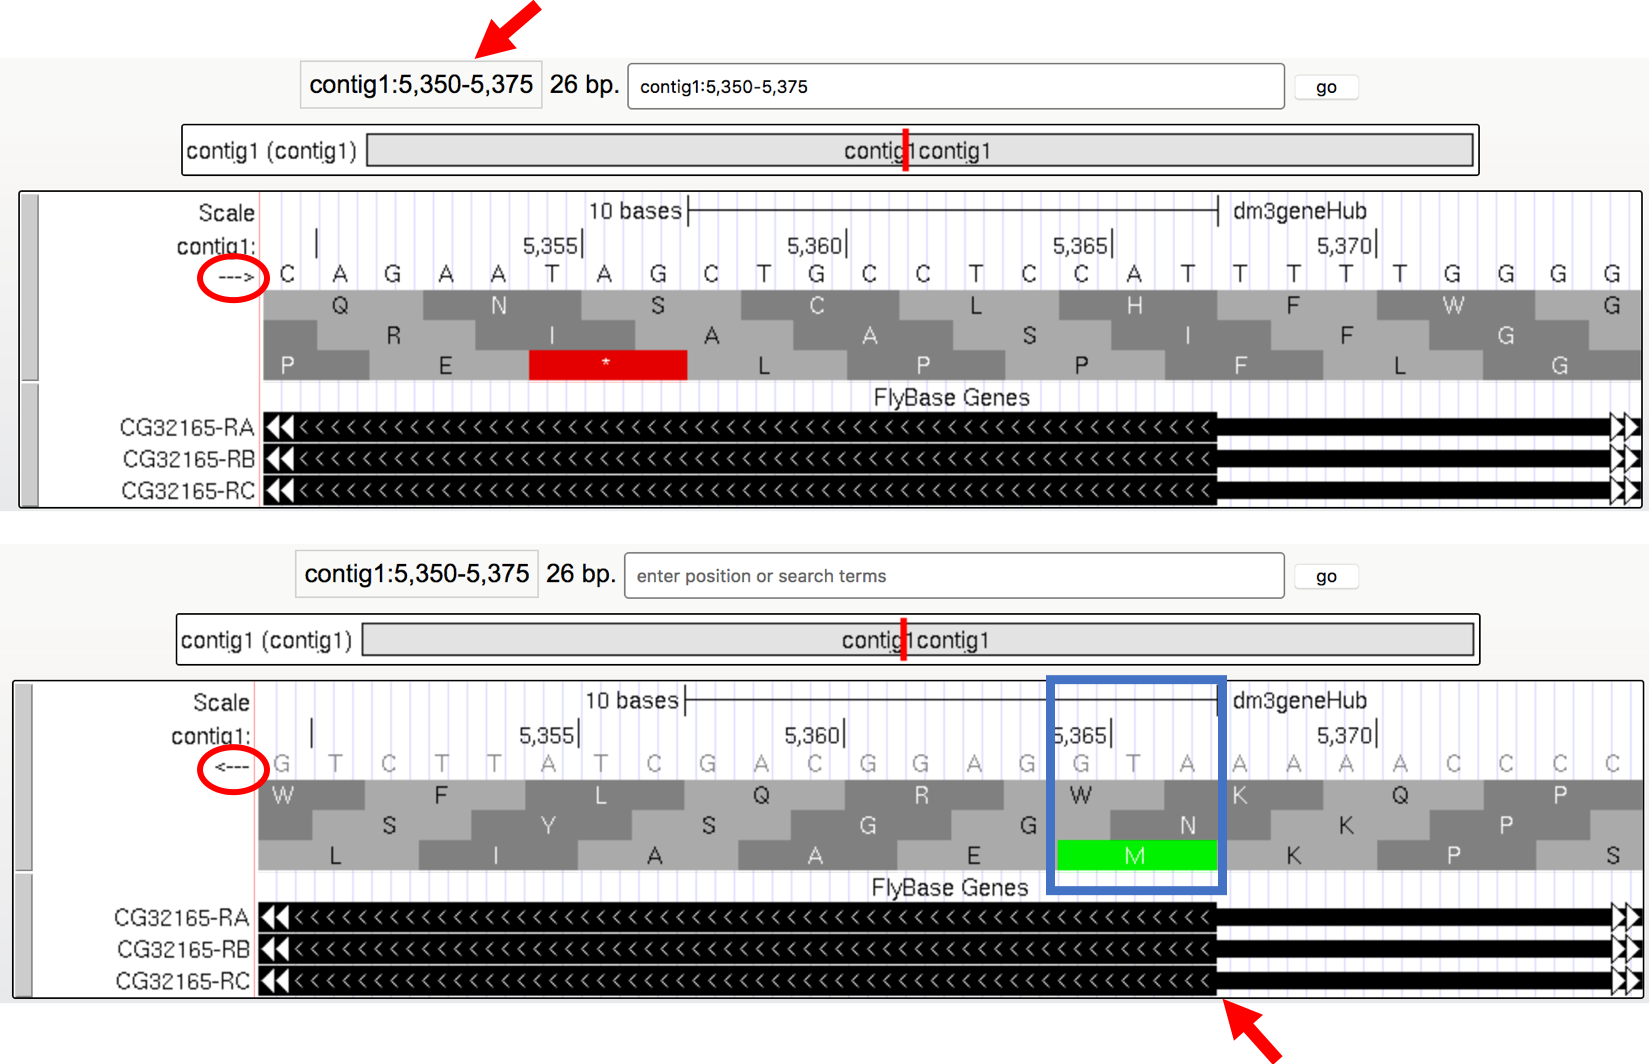 contig1:5,350-5,375 26 bp. contig1:5,350-5,375 go
contig1 (contig1) contig1contig1
Scale 10 bases dm3geneHub
contig1: 5,355 5,360 5,365 5,370
---> C A G A A T A G C T G C C T C C A T T T T T G G G G
Q N S C L H F W G
R I A A S I F G
P E * L P P F L G
FlyBase Genes
CG32165-RA
CG32165-RB
CG32165-RC
contig1:5,350-5,375 26 bp. enter position or search terms go
contig1 (contig1) contig1contig1
Scale 10 bases dm3geneHub
contig1: 5,355 5,360 5,365 5,370
<--- G T C T T A T C G A C G G A G G T A A A A A C C C C
W F L Q R W K Q P
S Y S G G N K P
L I A A E M K P S
FlyBase Genes
CG32165-RA
CG32165-RB
CG32165-RC